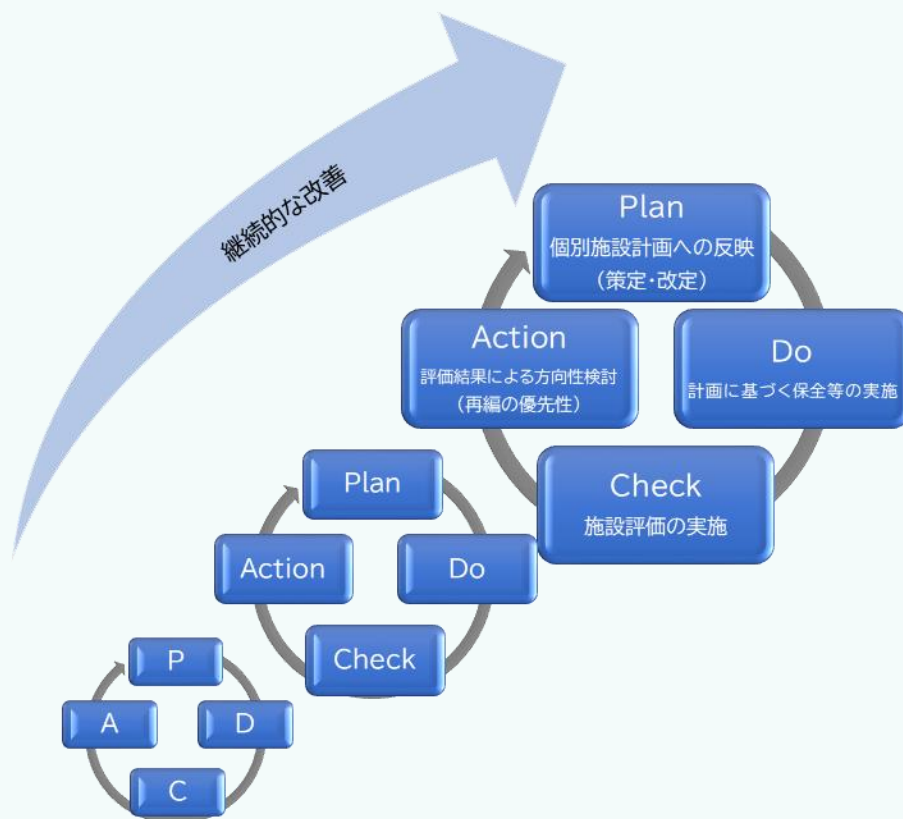 継続的な改善
Plan
個別施設計画への反映
（策定・改定）
Action
評価結果による方向性検討
（再編の優先性）
Do
計画に基づく保全等の実施
Check
施設評価の実施
Plan
Action
Do
Check
P
A
D
C